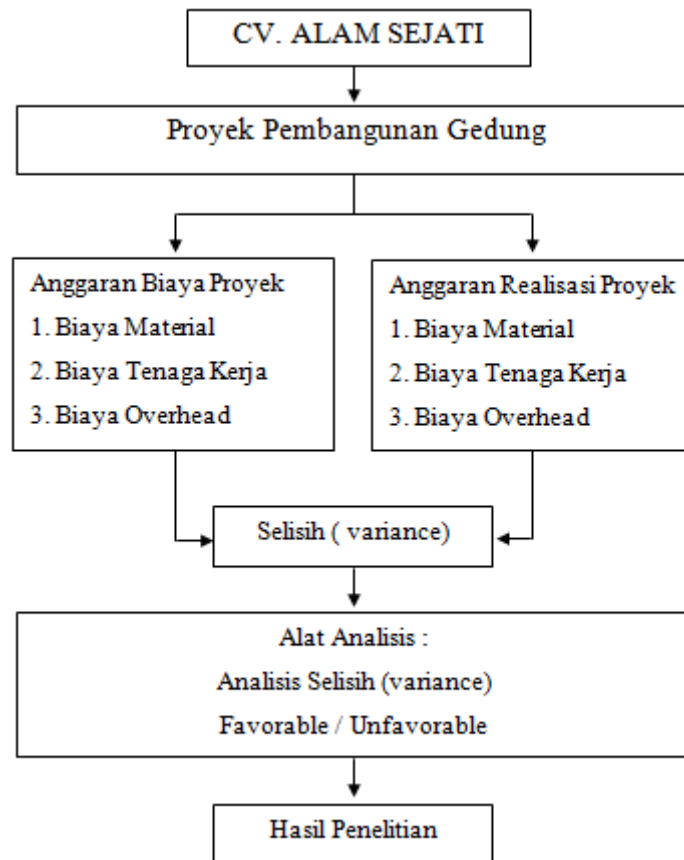 CV. ALAM SEJATI
Proyek Pembangunan Gedung
Anggaran Biaya Proyek
1. Biaya Material
2. Biaya Tenaga Kerja
3. Biaya Overhead
Anggaran Realisasi Proyek
1. Biaya Material
2. Biaya Tenaga Kerja
3. Biaya Overhead
Selisih ( variance)
Alat Analisis :
Analisis Selisih (variance)
Favorable / Unfavorable
Hasil Penelitian